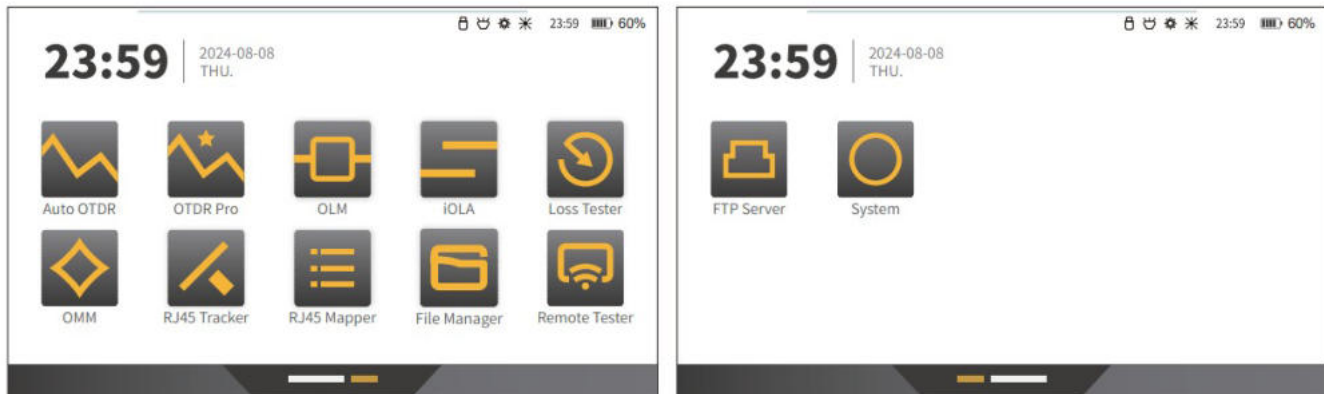 23:59 60%
23:59 2024-08-08
THU.
Auto OTDR OTDR Pro OLM iOLA Loss Tester
OMM RJ45 Tracker RJ45 Mapper File Manager Remote Tester
23:59 60%
23:59 2024-08-08
THU.
FTP Server System